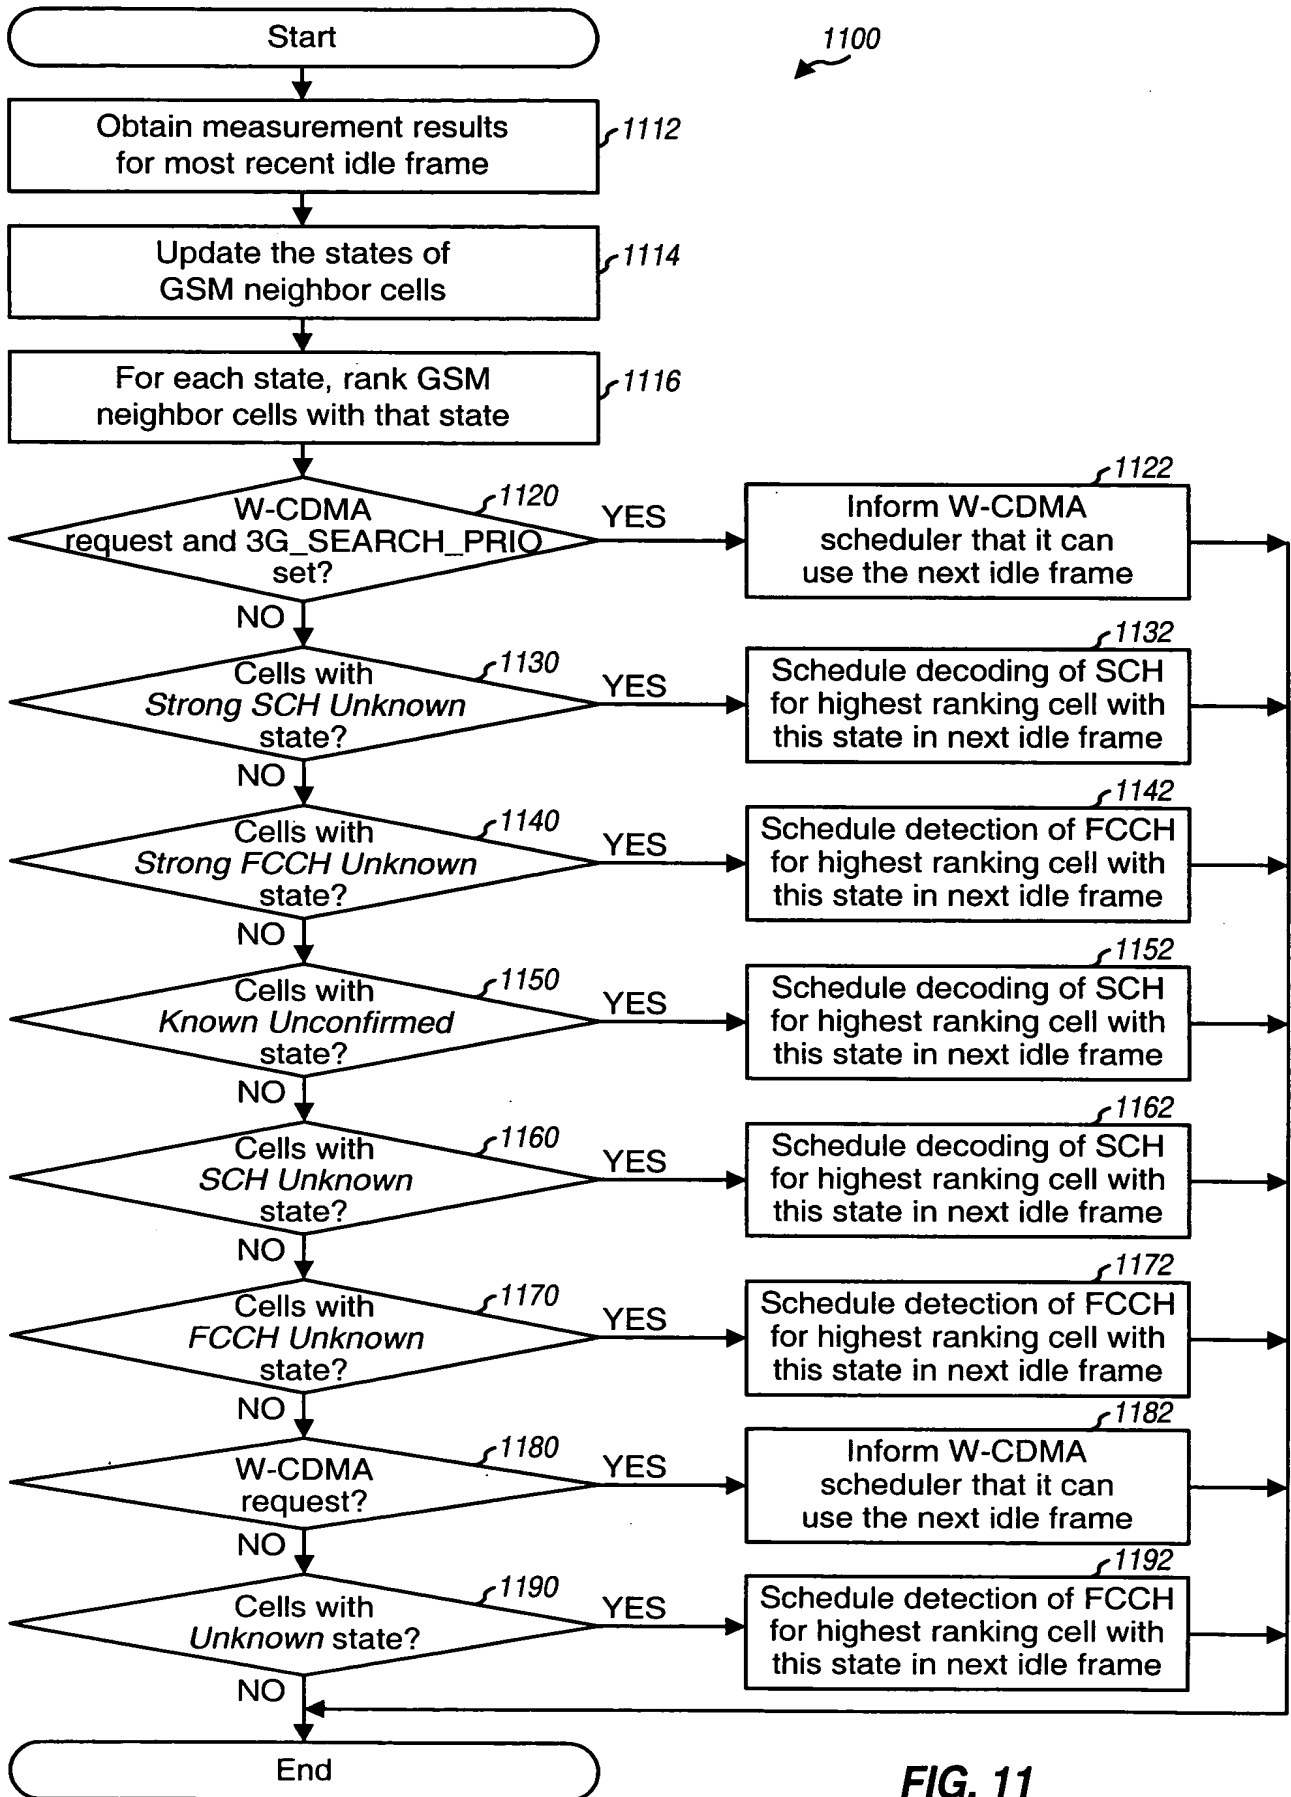 Start
1100
Obtain measurement results
for most recent idle frame
1112
Update the states of
GSM neighbor cells
1114
For each state, rank GSM
neighbor cells with that state
1116
W-CDMA
request and 3G_SEARCH_PRIO
set?
1120
YES
NO
Inform W-CDMA
scheduler that it can
use the next idle frame
1122
Cells with
Strong SCH Unknown
state?
1130
YES
NO
Schedule decoding of SCH
for highest ranking cell with
this state in next idle frame
1132
Cells with
Strong FCCH Unknown
state?
1140
YES
NO
Schedule detection of FCCH
for highest ranking cell with
this state in next idle frame
1142
Cells with
Known Unconfirmed
state?
1150
YES
NO
Schedule decoding of SCH
for highest ranking cell with
this state in next idle frame
1152
Cells with
SCH Unknown
state?
1160
YES
NO
Schedule decoding of SCH
for highest ranking cell with
this state in next idle frame
1162
Cells with
FCCH Unknown
state?
1170
YES
NO
Schedule detection of FCCH
for highest ranking cell with
this state in next idle frame
1172
W-CDMA
request?
1180
YES
NO
Inform W-CDMA
scheduler that it can
use the next idle frame
1182
Cells with
Unknown state?
1190
YES
NO
Schedule detection of FCCH
for highest ranking cell with
this state in next idle frame
1192
End
FIG. 11